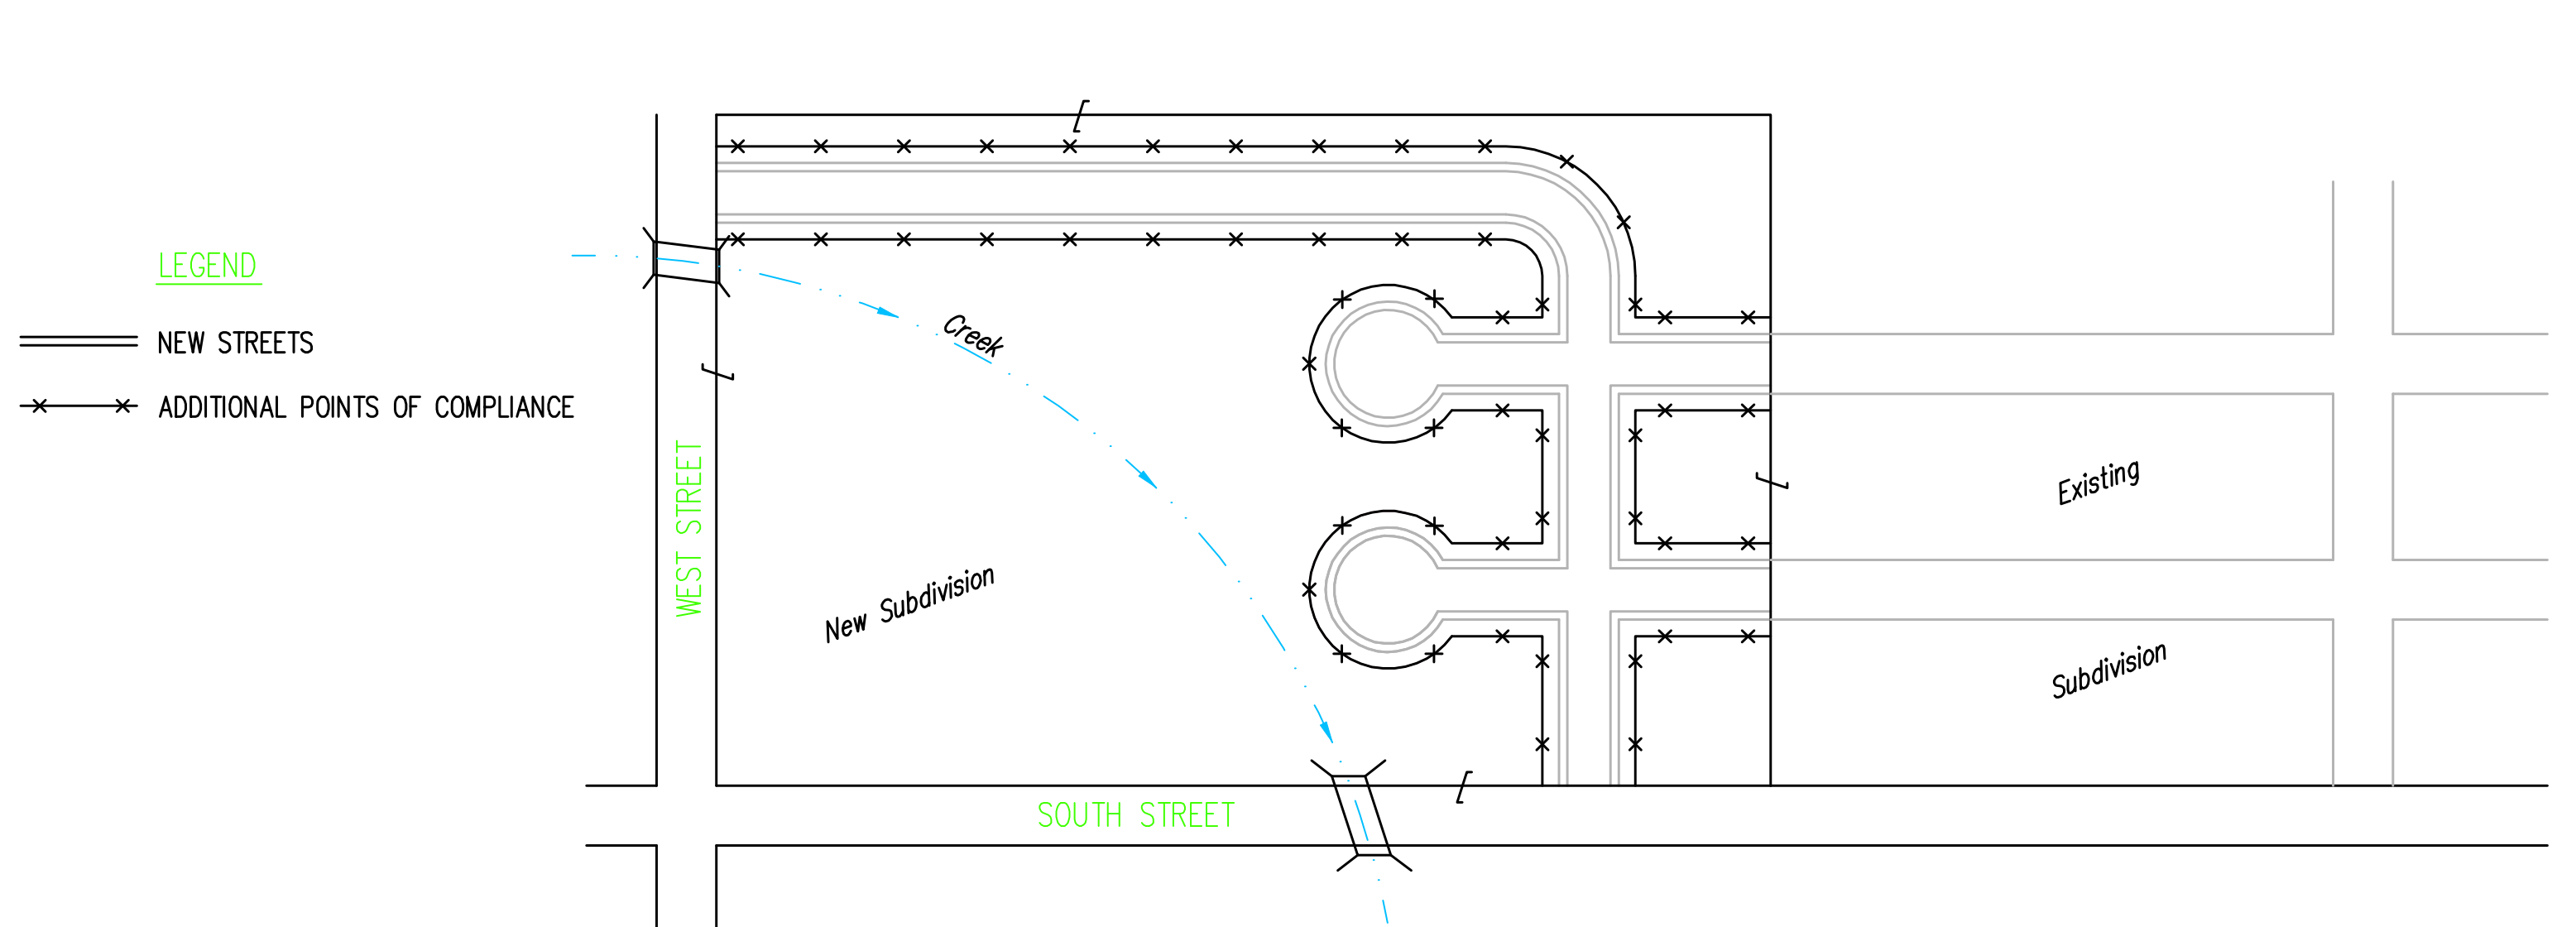 LEGEND
NEW STREETS
ADDITIONAL POINTS OF COMPLIANCE
WEST STREET
Creek
New Subdivision
SOUTH STREET
Existing
Subdivision